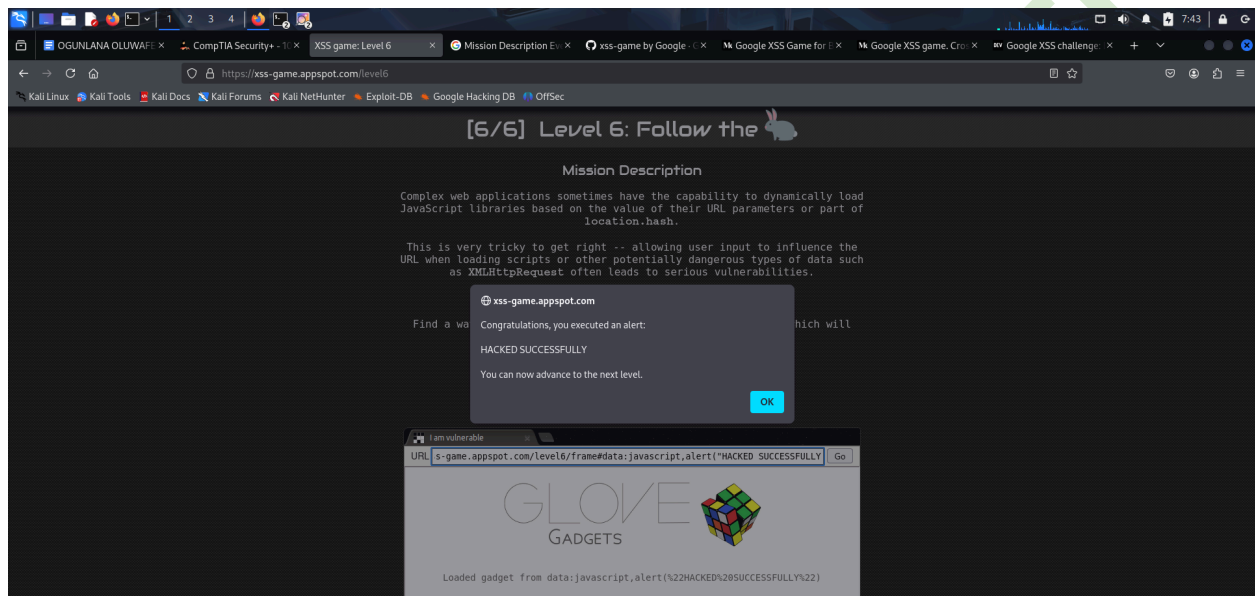 1 2 3 4
7:43
OGUNLANA OLUWAFE
CompTIA Security+ - 10
XSS game: Level 6
Mission Description Eve
xss-game by Google · G
Google XSS Game for B
Google XSS game. Cros
Google XSS challenge:
https://xss-game.appspot.com/level6
Kali Linux Kali Tools Kali Docs Kali Forums Kali NetHunter Exploit-DB Google Hacking DB OffSec
[6/6] Level 6: Follow the
Mission Description
Complex web applications sometimes have the capability to dynamically load
JavaScript libraries based on the value of their URL parameters or part of
location.hash.
This is very tricky to get right -- allowing user input to influence the
URL when loading scripts or other potentially dangerous types of data such
as XMLHttpRequest often leads to serious vulnerabilities.
xss-game.appspot.com
Find a wa
Congratulations, you executed an alert:
hich will
HACKED SUCCESSFULLY
You can now advance to the next level.
OK
I am vulnerable
URL s-game.appspot.com/level6/frame#data:javascript,alert("HACKED SUCCESSFULLY Go
GLOVE
GADGETS
Loaded gadget from data:javascript,alert(%22HACKED%20SUCCESSFULLY%22)